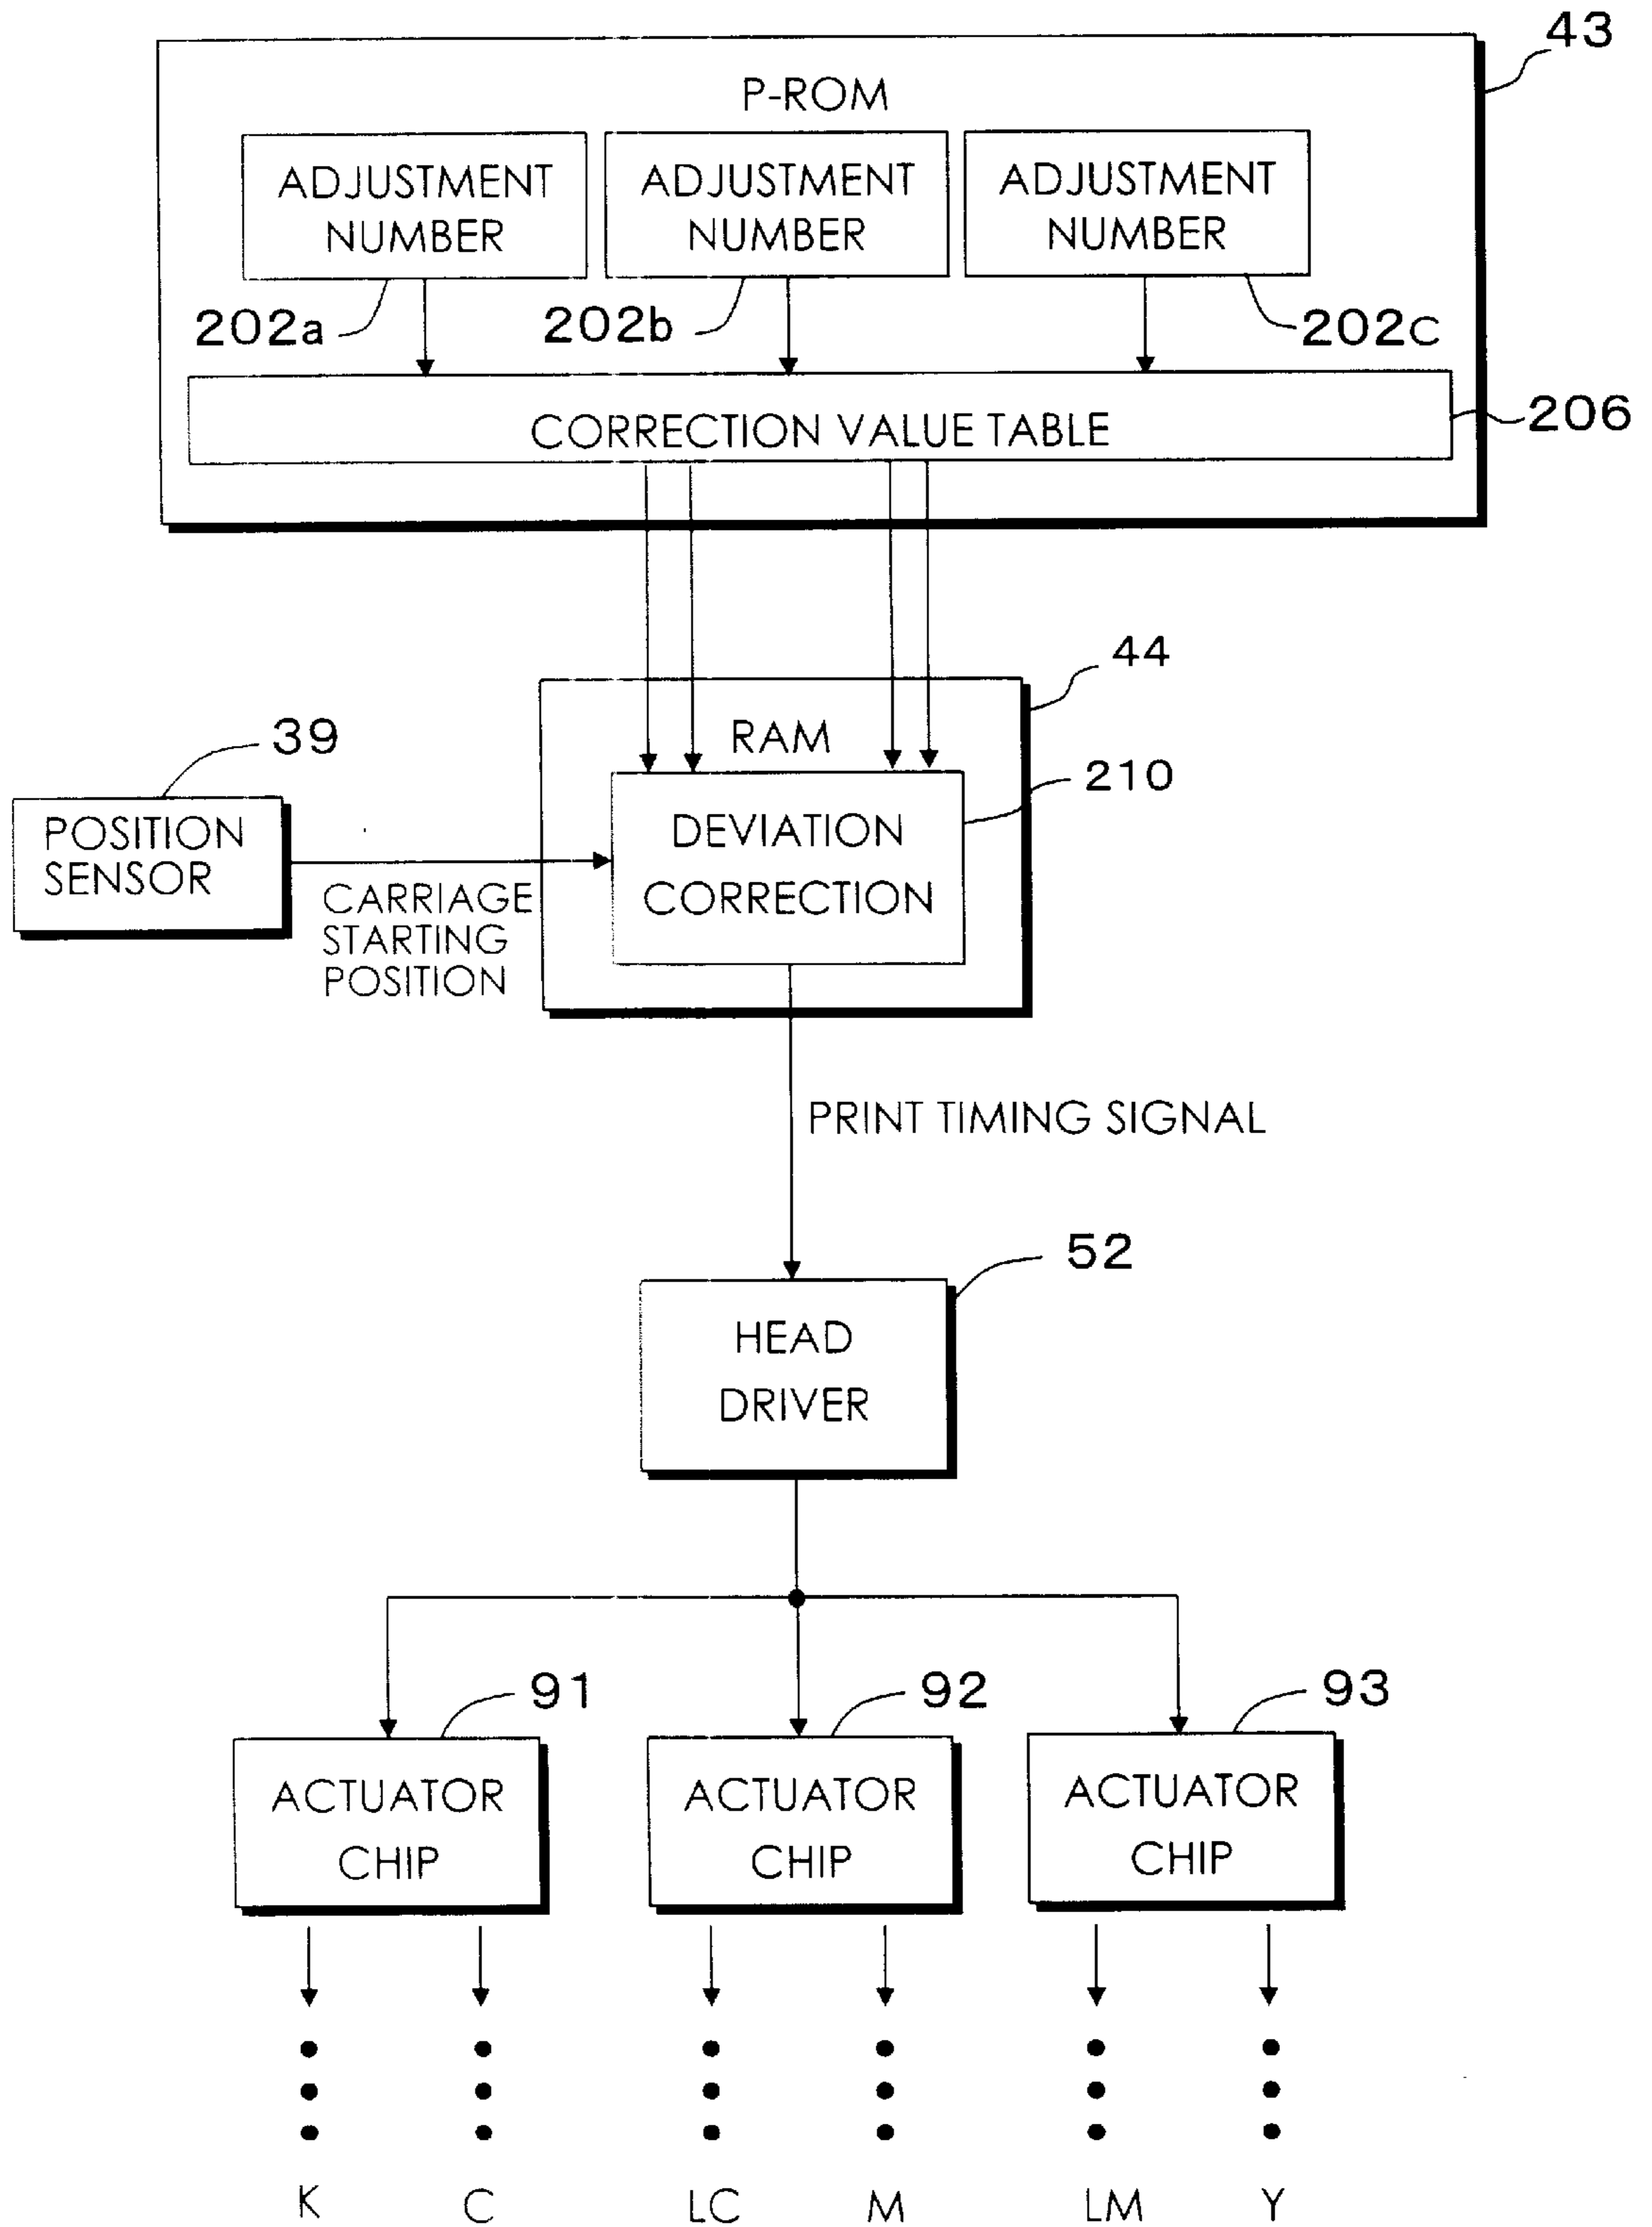 43
P-ROM
ADJUSTMENT
NUMBER
ADJUSTMENT
NUMBER
ADJUSTMENT
NUMBER
202a
202b
202c
CORRECTION VALUE TABLE
206
44
RAM
39
POSITION
SENSOR
210
DEVIATION
CORRECTION
CARRIAGE
STARTING
POSITION
PRINT TIMING SIGNAL
52
HEAD
DRIVER
91
92
93
ACTUATOR
CHIP
ACTUATOR
CHIP
ACTUATOR
CHIP
K
C
LC
M
LM
Y